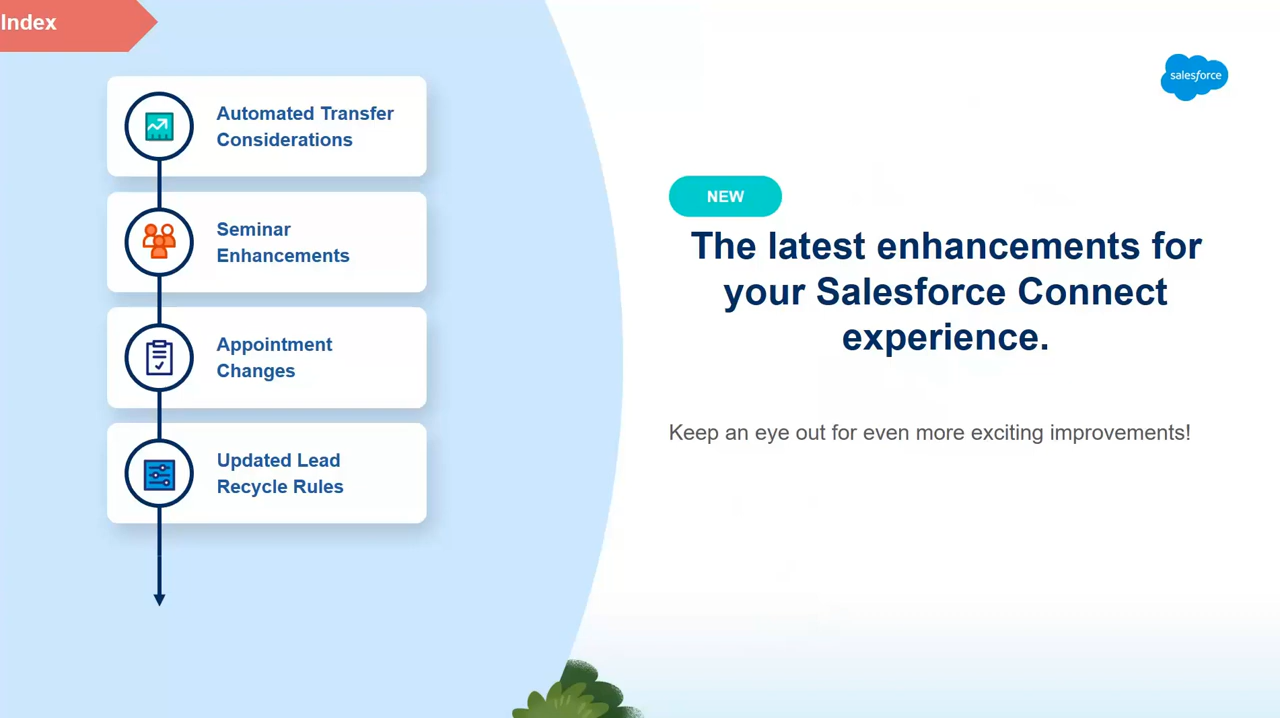 Index
Automated Transfer
Considerations
Seminar
Enhancements
Appointment
Changes
Updated Lead
Recycle Rules
salesforce
NEW
The latest enhancements for
your Salesforce Connect
experience.
Keep an eye out for even more exciting improvements!